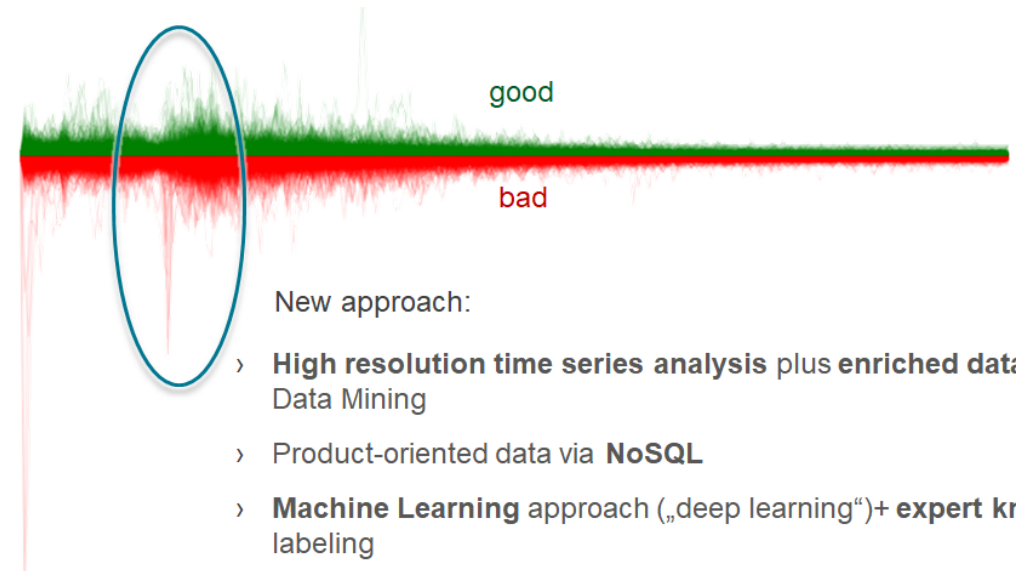 good
bad
New approach:
› High resolution time series analysis plus enriched data
Data Mining
› Product-oriented data via NoSQL
› Machine Learning approach („deep learning“)+ expert
labeling